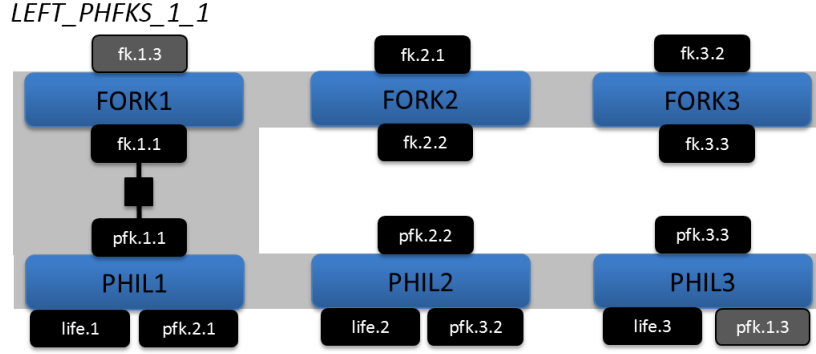 LEFT_PHFKS_1_1
fk.1.3 fk.2.1 fk.3.2
FORK1 FORK2 FORK3
fk.1.1 fk.2.2 fk.3.3
pfk.1.1 pfk.2.2 pfk.3.3
PHIL1 PHIL2 PHIL3
life.1 pfk.2.1 life.2 pfk.3.2 life.3 pfk.1.3